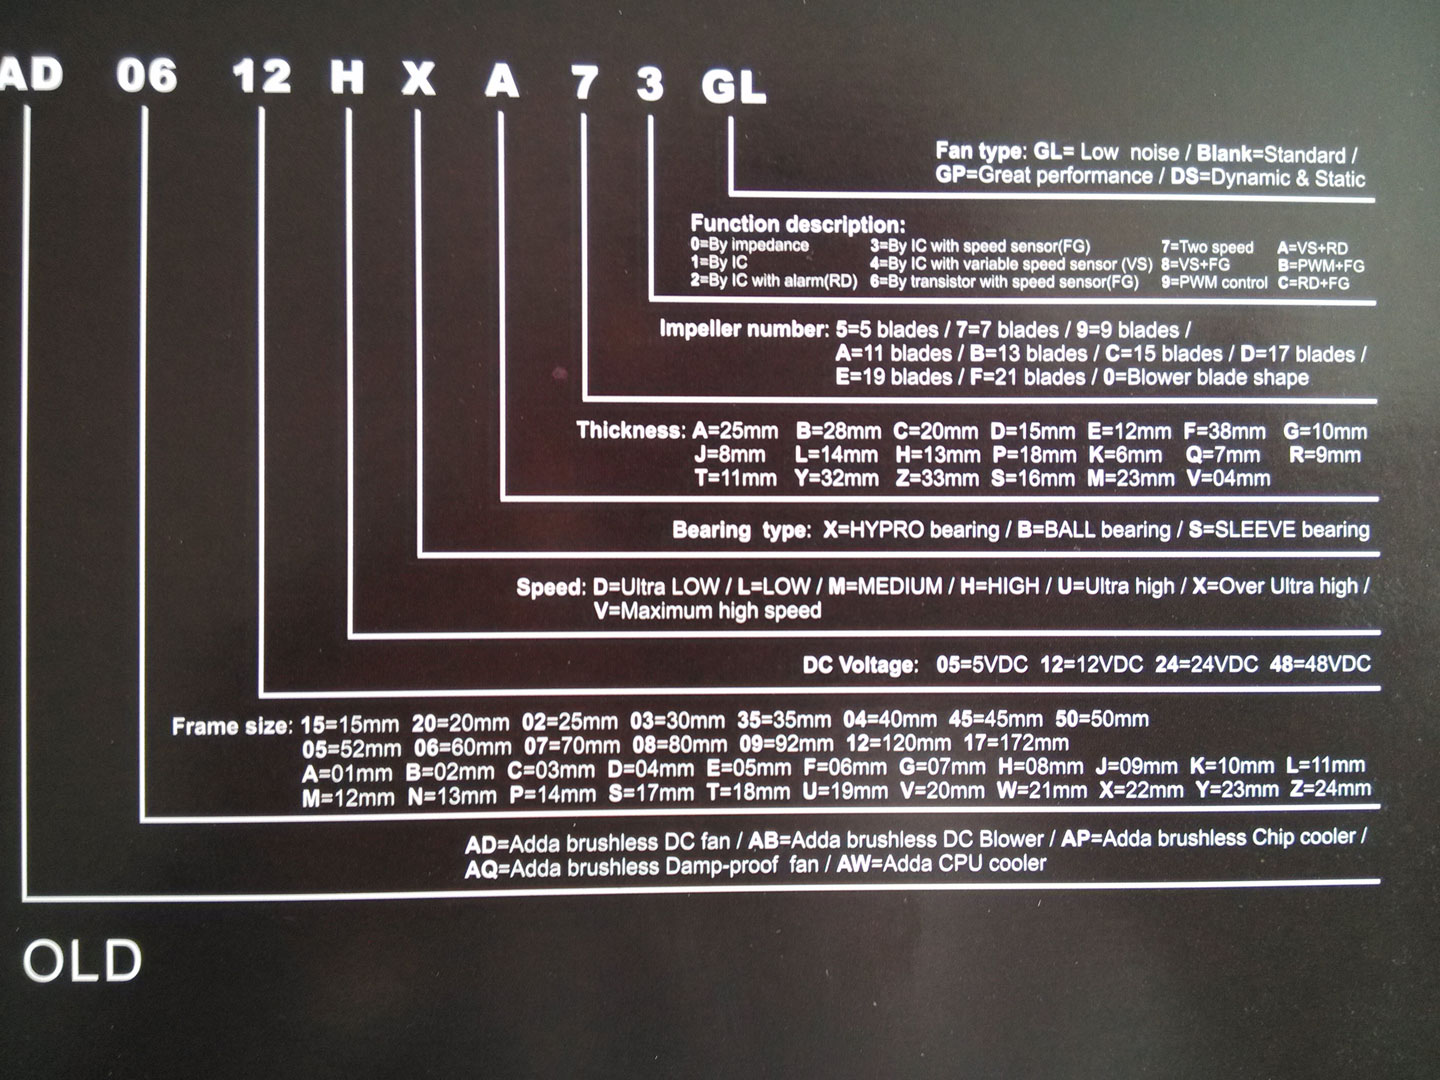 AD 06 12 H X A 7 3 GL
Fan type: GL= Low noise / Blank=Standard /
GP=Great performance / DS=Dynamic & Static
Function description:
0=By impedance 3=By IC with speed sensor(FG) 7=Two speed A=VS+RD
1=By IC 4=By IC with variable speed sensor (VS) 8=VS+FG B=PWM+FG
2=By IC with alarm(RD) 6=By transistor with speed sensor(FG) 9=PWM control C=RD+FG
Impeller number: 5=5 blades / 7=7 blades / 9=9 blades /
A=11 blades / B=13 blades / C=15 blades / D=17 blades /
E=19 blades / F=21 blades / 0=Blower blade shape
Thickness: A=25mm B=28mm C=20mm D=15mm E=12mm F=38mm G=10mm
J=8mm L=14mm H=13mm P=18mm K=6mm Q=7mm R=9mm
T=11mm Y=32mm Z=33mm S=16mm M=23mm V=04mm
Bearing type: X=HYPRO bearing / B=BALL bearing / S=SLEEVE bearing
Speed: D=Ultra LOW / L=LOW / M=MEDIUM / H=HIGH / U=Ultra high / X=Over Ultra high /
V=Maximum high speed
DC Voltage: 05=5VDC 12=12VDC 24=24VDC 48=48VDC
Frame size: 15=15mm 20=20mm 02=25mm 03=30mm 35=35mm 04=40mm 45=45mm 50=50mm
05=52mm 06=60mm 07=70mm 08=80mm 09=92mm 12=120mm 17=172mm
A=01mm B=02mm C=03mm D=04mm E=05mm F=06mm G=07mm H=08mm J=09mm K=10mm L=11mm
M=12mm N=13mm P=14mm S=17mm T=18mm U=19mm V=20mm W=21mm X=22mm Y=23mm Z=24mm
AD=Adda brushless DC fan / AB=Adda brushless DC Blower / AP=Adda brushless Chip cooler /
AQ=Adda brushless Damp-proof fan / AW=Adda CPU cooler
OLD